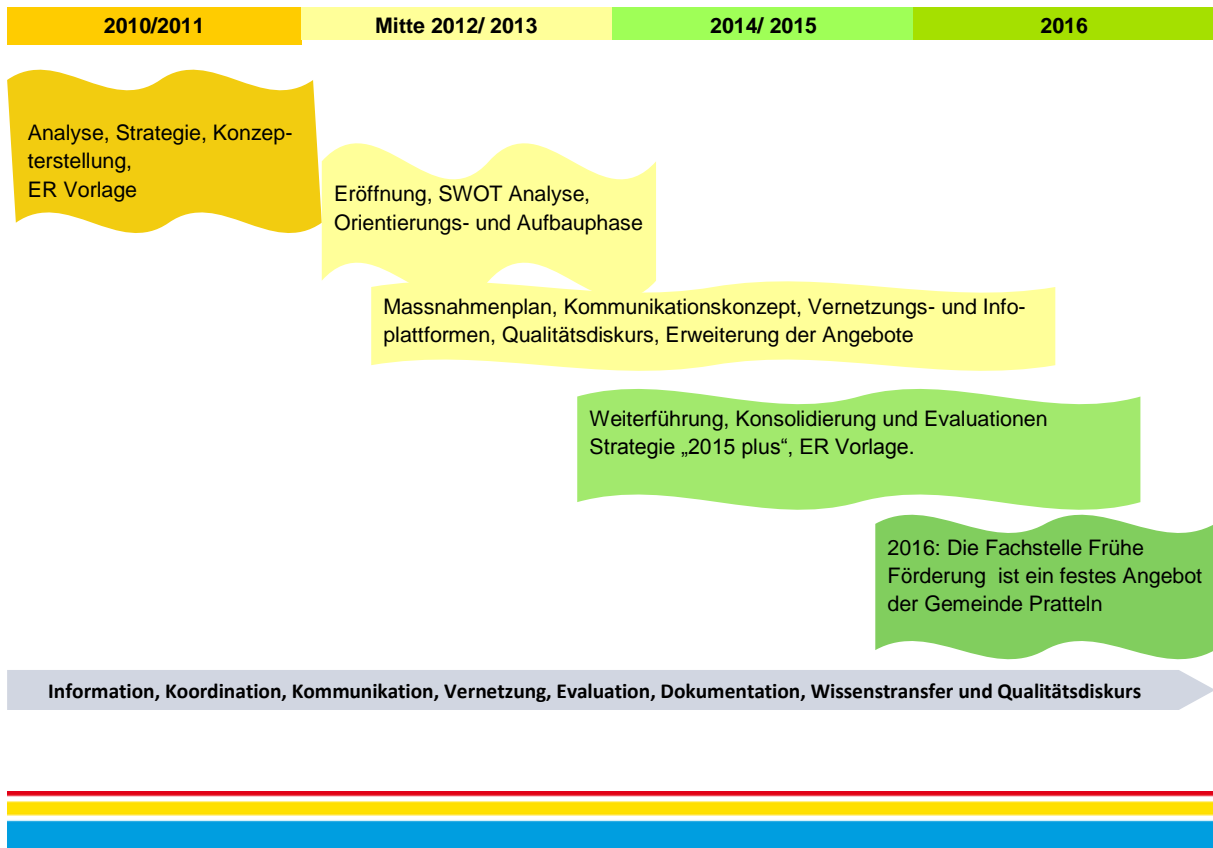 2010/2011
Mitte 2012/ 2013
2014/ 2015
2016
Analyse, Strategie, Konzep-
terstellung,
ER Vorlage
Eröffnung, SWOT Analyse,
Orientierungs- und Aufbauphase
Massnahmenplan, Kommunikationskonzept, Vernetzungs- und Info-
plattformen, Qualitätsdiskurs, Erweiterung der Angebote
Weiterführung, Konsolidierung und Evaluationen
Strategie „2015 plus“, ER Vorlage.
2016: Die Fachstelle Frühe
Förderung  ist ein festes Angebot
der Gemeinde Pratteln
Information, Koordination, Kommunikation, Vernetzung, Evaluation, Dokumentation, Wissenstransfer und Qualitätsdiskurs